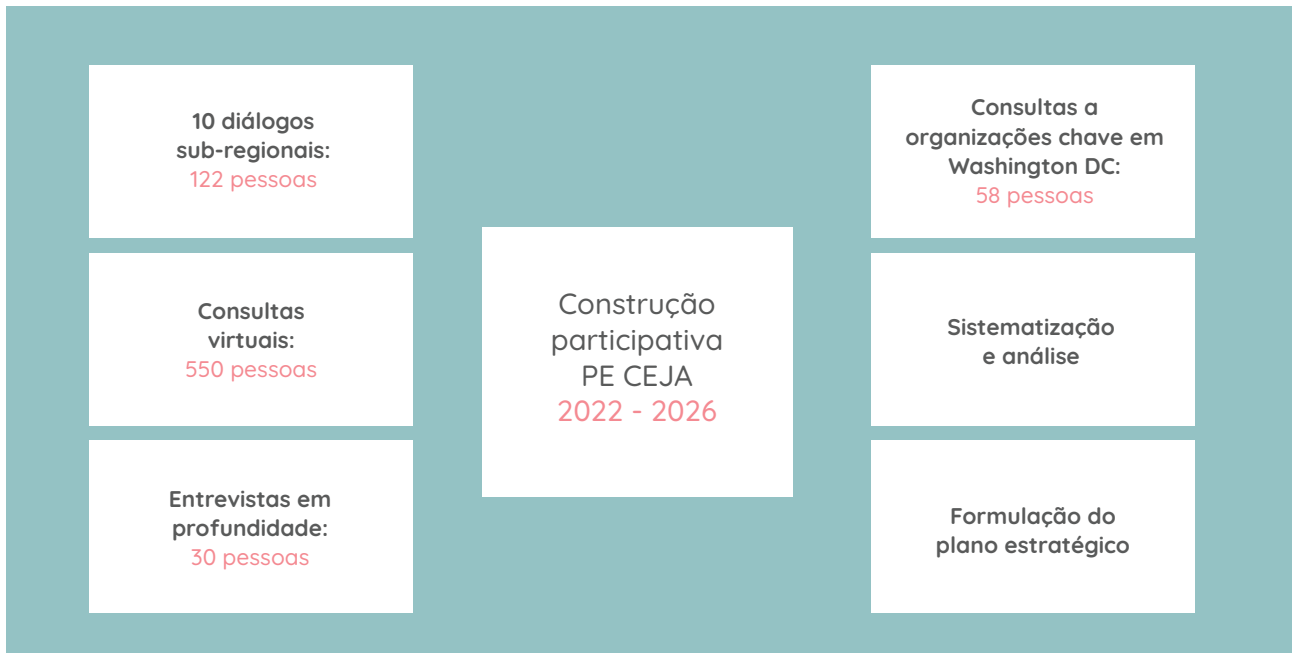 10 diálogos
sub-regionais:
122 pessoas
Consultas
virtuais:
550 pessoas
Entrevistas em
profundidade:
30 pessoas
Construção
participativa
PE CEJA
2022 - 2026
Consultas a
organizações chave em
Washington DC:
58 pessoas
Sistematização
e análise
Formulação do
plano estratégico